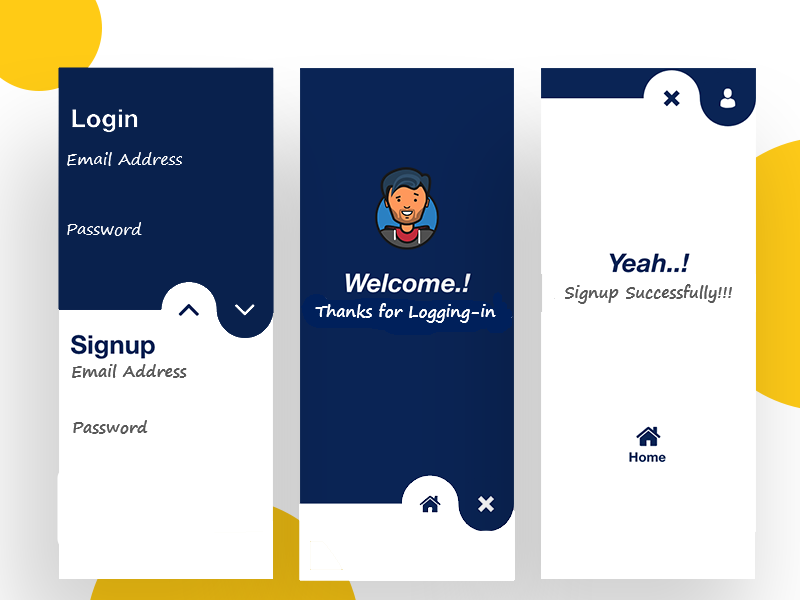 Login
Email Address
Password
Signup
Email Address
Password
Welcome.!
Thanks for Logging-in
Yeah..!
Signup Successfully!!!
Home